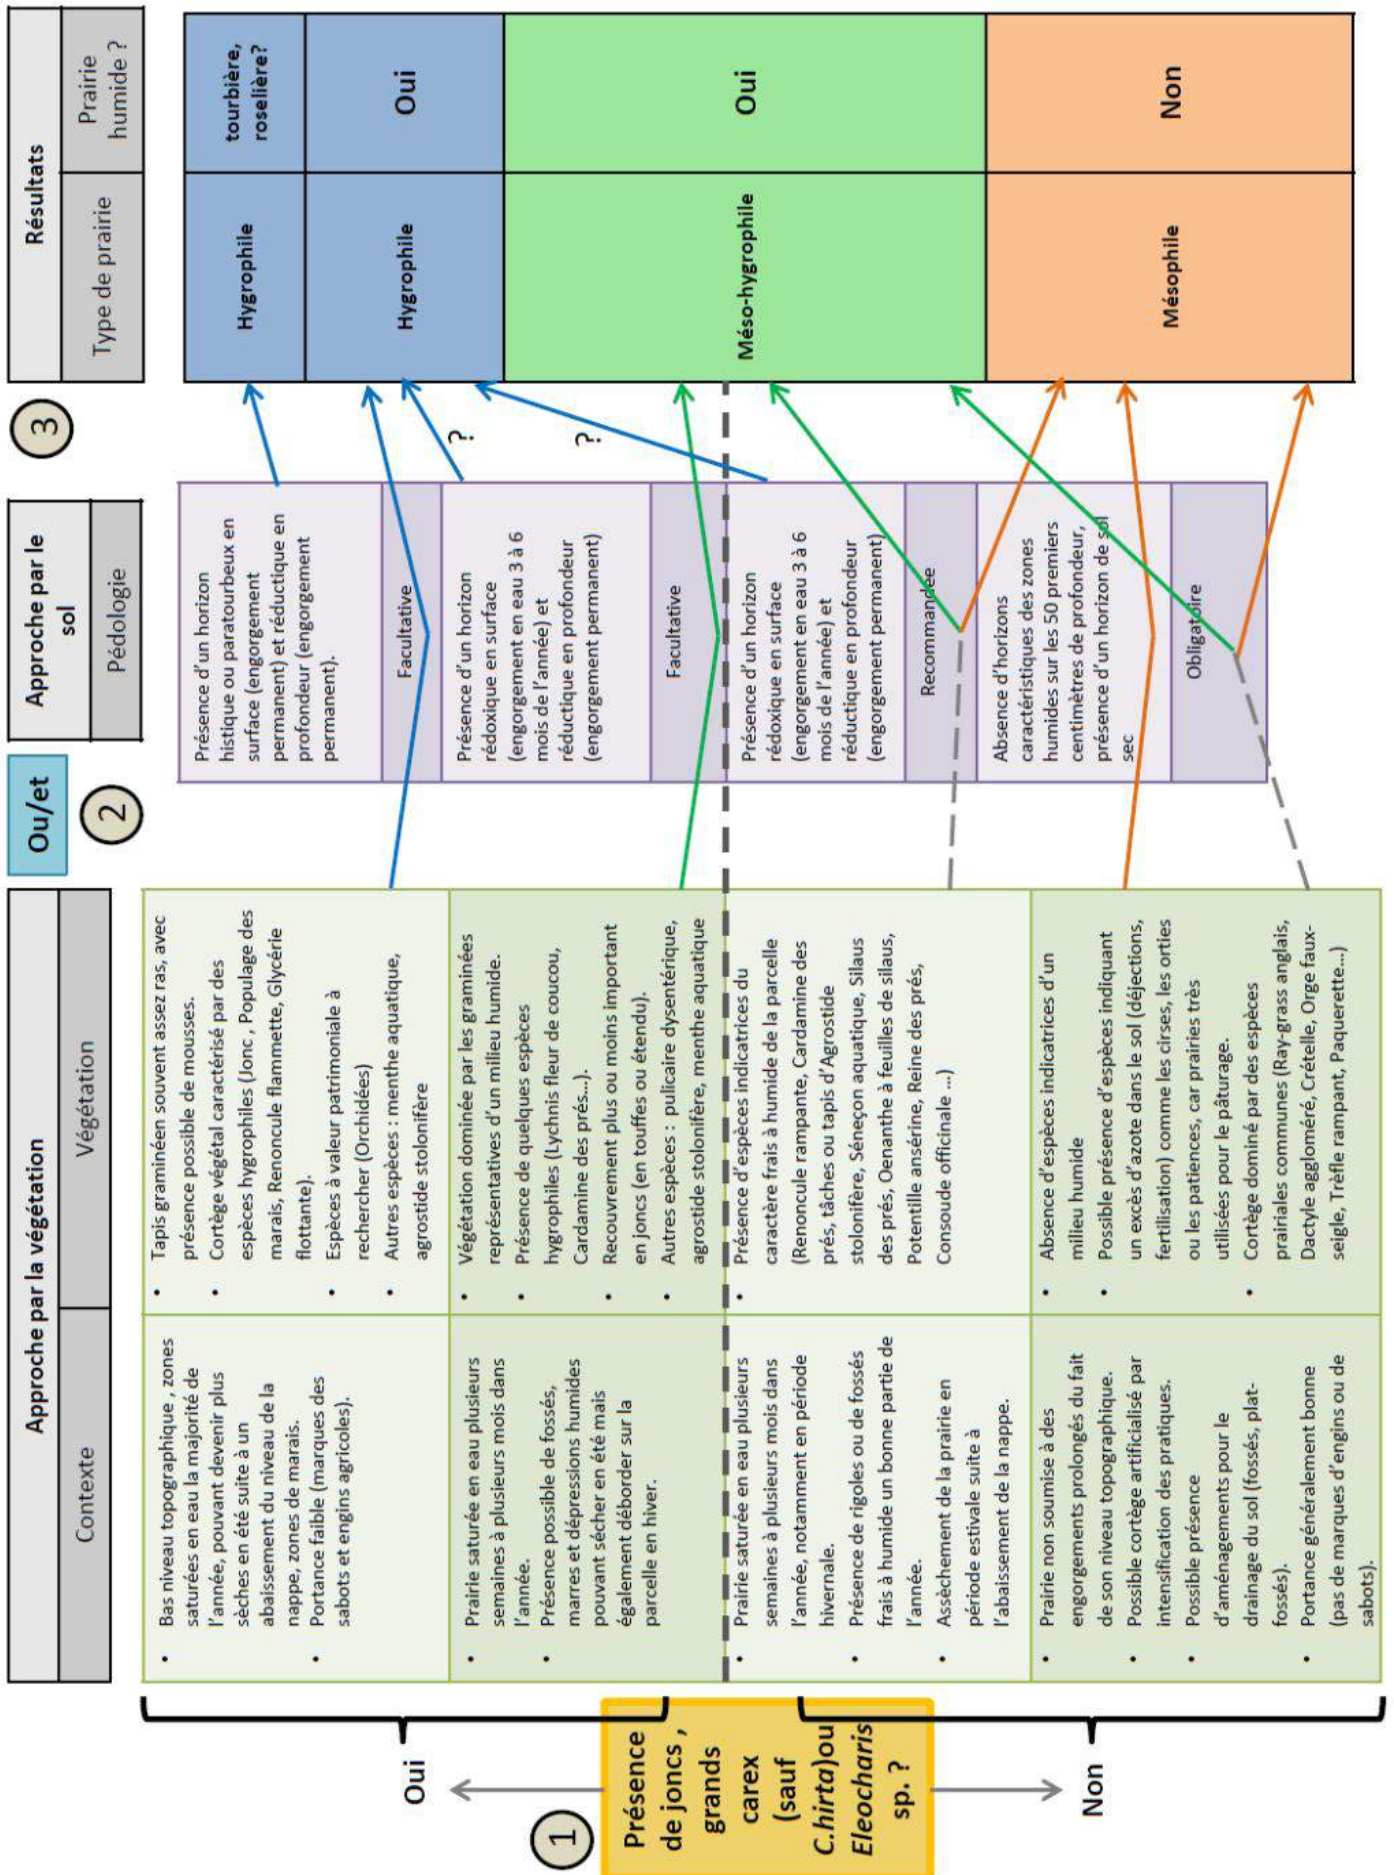 1
Présence
de joncs ,
grands
carex
(sauf
C.hirta)ou
Eleocharis
sp. ?
Oui
Non
Approche par la végétation
Contexte
Végétation
• Bas niveau topographique , zones
saturées en eau la majorité de
l'année, pouvant devenir plus
sèches en été suite à un
abaissement du niveau de la
nappe, zones de marais.
• Portance faible (marques des
sabots et engins agricoles).
• Tapis graminéen souvent assez ras, avec
présence possible de mousses.
• Cortège végétal caractérisé par des
espèces hygrophiles (Jonc , Populage des
marais, Renoncule flammette, Glycérie
flottante).
• Espèces à valeur patrimoniale à
rechercher (Orchidées)
• Autres espèces : menthe aquatique,
agrostide stolonifère
• Prairie saturée en eau plusieurs
semaines à plusieurs mois dans
l'année.
• Présence possible de fossés,
marres et dépressions humides
pouvant sécher en été mais
également déborder sur la
parcelle en hiver.
• Végétation dominée par les graminées
représentatives d'un milieu humide.
• Présence de quelques espèces
hygrophiles (Lychnis fleur de coucou,
Cardamine des prés...).
• Recouvrement plus ou moins important
en joncs (en touffes ou étendu).
• Autres espèces : pulicaire dysentérique,
agrostide stolonifère, menthe aquatique
• Prairie saturée en eau plusieurs
semaines à plusieurs mois dans
l'année, notamment en période
hivernale.
• Présence de rigoles ou de fossés
frais à humide un bonne partie de
l'année.
• Assèchement de la prairie en
période estivale suite à
l'abaissement de la nappe.
• Présence d'espèces indicatrices du
caractère frais à humide de la parcelle
(Renoncule rampante, Cardamine des
prés, tâches ou tapis d'Agrostide
stolonifère, Séneçon aquatique, Silaus
des prés, Oenanthe à feuilles de silaus,
Potentille ansérine, Reine des prés,
Consoude officinale ...)
• Prairie non soumise à des
engorgements prolongés du fait
de son niveau topographique.
• Possible cortège artificialisé par
intensification des pratiques.
• Possible présence
d'aménagements pour le
drainage du sol (fossés, plat-
fossés).
• Portance généralement bonne
(pas de marques d'engins ou de
sabots).
• Absence d'espèces indicatrices d'un
milieu humide
• Possible présence d'espèces indiquant
un excès d'azote dans le sol (déjections,
fertilisation) comme les cirses, les orties
ou les patiences, car prairies très
utilisées pour le pâturage.
• Cortège dominé par des espèces
prairiales communes (Ray-grass anglais,
Dactyle aggloméré, Crételle, Orge faux-
seigle, Trèfle rampant, Paquerette...)
Ou/et
2
Approche par le
sol
Pédologie
Présence d'un horizon
histique ou paratourbeux en
surface (engorgement
permanent) et réductique en
profondeur (engorgement
permanent).
Facultative
Présence d'un horizon
rédoxique en surface
(engorgement en eau 3 à 6
mois de l'année) et
réductique en profondeur
(engorgement permanent)
Facultative
Présence d'un horizon
rédoxique en surface
(engorgement en eau 3 à 6
mois de l'année) et
réductique en profondeur
(engorgement permanent)
Recommandée
Absence d'horizons
caractéristiques des zones
humides sur les 50 premiers
centimètres de profondeur,
présence d'un horizon de sol
sec
Obligatoire
?
?
3
Résultats
Type de prairie
Prairie
humide ?
Hygrophile
tourbière,
roselière?
Hygrophile
Oui
Méso-hygrophile
Oui
Mésophile
Non